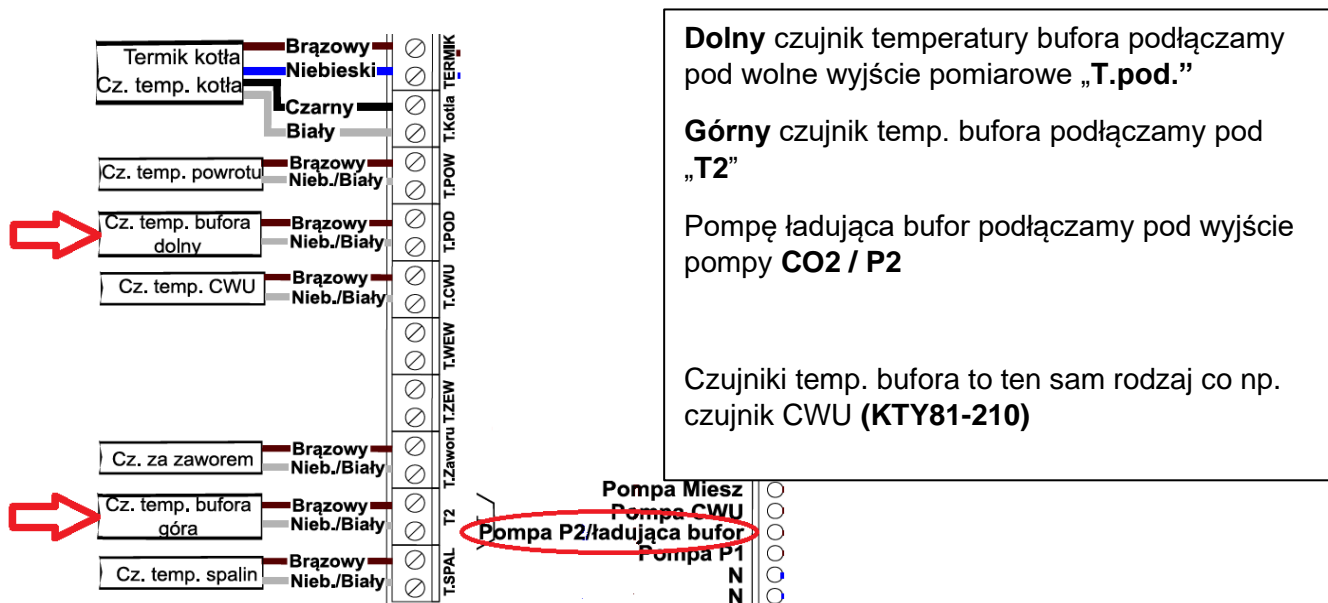 Termik kotła
Cz. temp. kotła
Brązowy
Niebieski
Czarny
Biały
TERMIK
T.Kotla
Cz. temp. powrotu
Brązowy
Nieb./Biały
T.POW
Cz. temp. bufora
dolny
Brązowy
Nieb./Biały
T.POD
Cz. temp. CWU
Brązowy
Nieb./Biały
T.CWU
T.WEW
T.ZEW
Cz. za zaworem
Brązowy
Nieb./Biały
T.Zaworu
Cz. temp. bufora
góra
Brązowy
Nieb./Biały
T2
Cz. temp. spalin
Brązowy
Nieb./Biały
T.SPAL
Dolny czujnik temperatury bufora podłączamy
pod wolne wyjście pomiarowe „T.pod.”
Górny czujnik temp. bufora podłączamy pod
„T2”
Pompę ładująca bufor podłączamy pod wyjście
pompy CO2 / P2
Czujniki temp. bufora to ten sam rodzaj co np.
czujnik CWU (KTY81-210)
Pompa Miesz
Pompa CWU
Pompa P2/ładująca bufor
Pompa P1
N
N